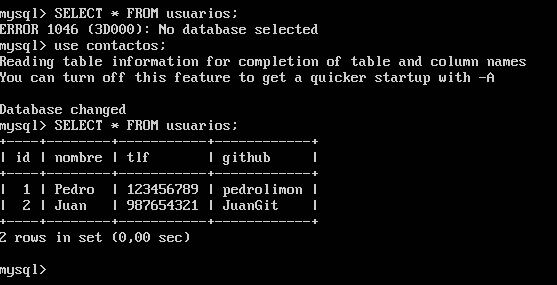 mysql> SELECT * FROM usuarios;
ERROR 1046 (3D000): No database selected
mysql> use contactos;
Reading table information for completion of table and column names
You can turn off this feature to get a quicker startup with -A

Database changed
mysql> SELECT * FROM usuarios;
+----+--------+-----------+------------+
| id | nombre | tlf       | github     |
+----+--------+-----------+------------+
|  1 | Pedro  | 123456789 | pedrolimon |
|  2 | Juan   | 987654321 | JuanGit    |
+----+--------+-----------+------------+
2 rows in set (0,00 sec)

mysql>